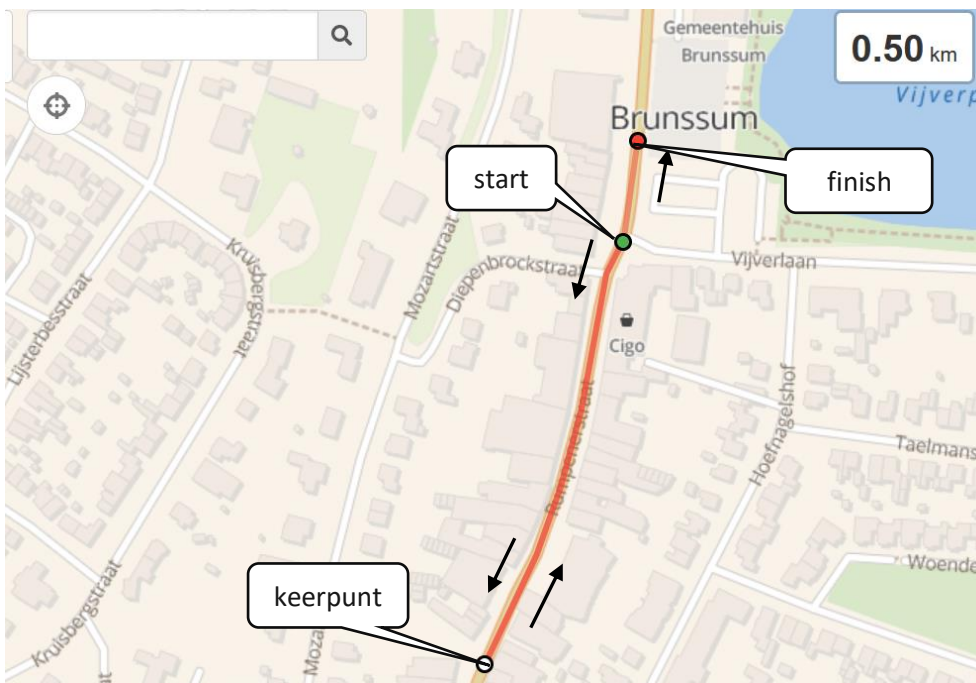 Gemeentehuis
Brunssum
0.50 km
Vijverp
Brunssum
start
finish
Kruisbergstraat
Mozartstraat
Diepenbrockstraat
Vijverlaan
Lijsterbesstraat
Cigo
Rumpenerstraat
Hoefnagelshof
Taelmans
Woende
keerpunt
Kruisbergstraat
Moza